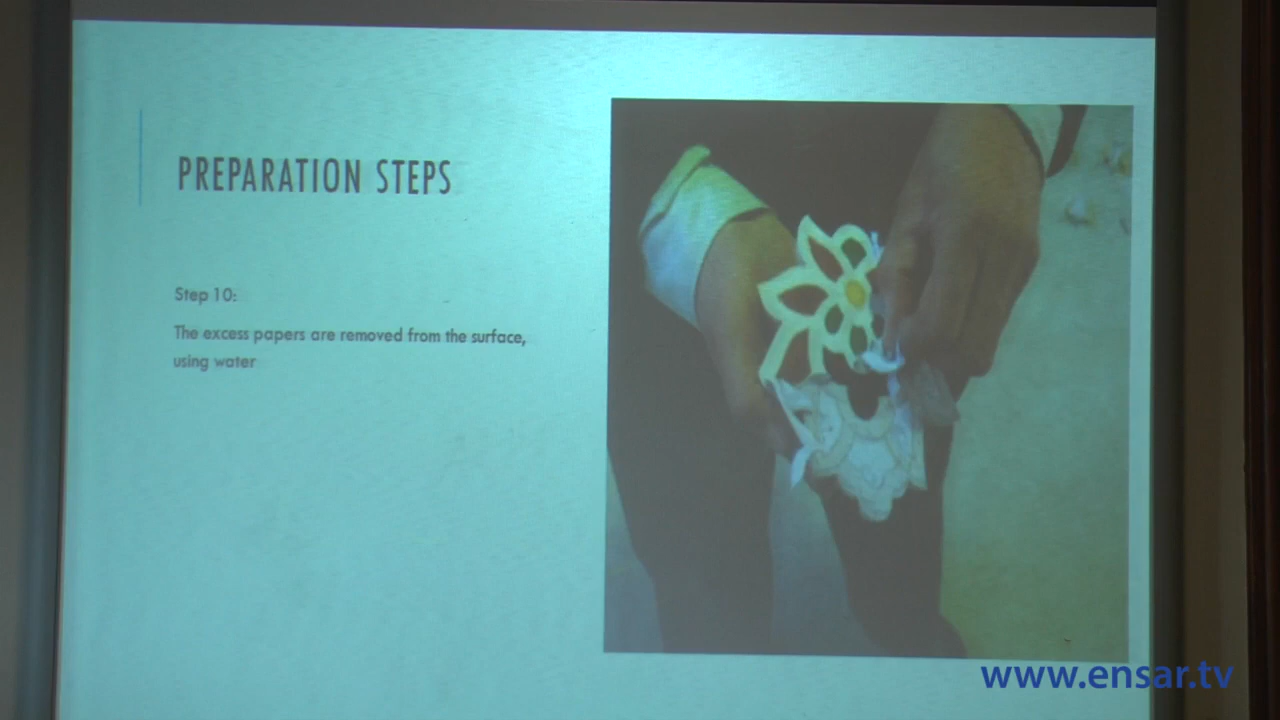 PREPARATION STEPS
Step 10:
The excess papers are removed from the surface,
using water
www.ensar.tv